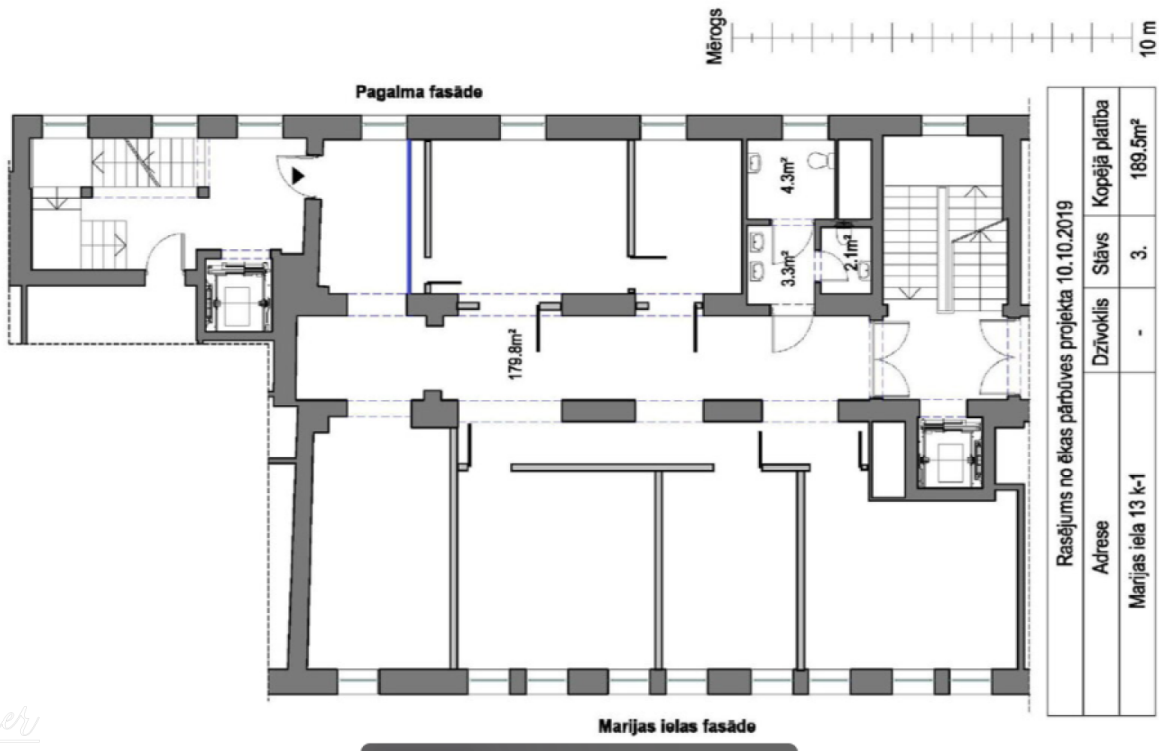 Mērogs
10 m
Pagalma fasāde
4.3m²
3.3m²
2.1m²
179.8m²
Marijas ielas fasāde
Rasējums no ēkas pārbūves projekta 10.10.2019
Adrese Dzīvoklis Stāvs Kopējā platība
Marijas iela 13 k-1 - 3. 189.5m²